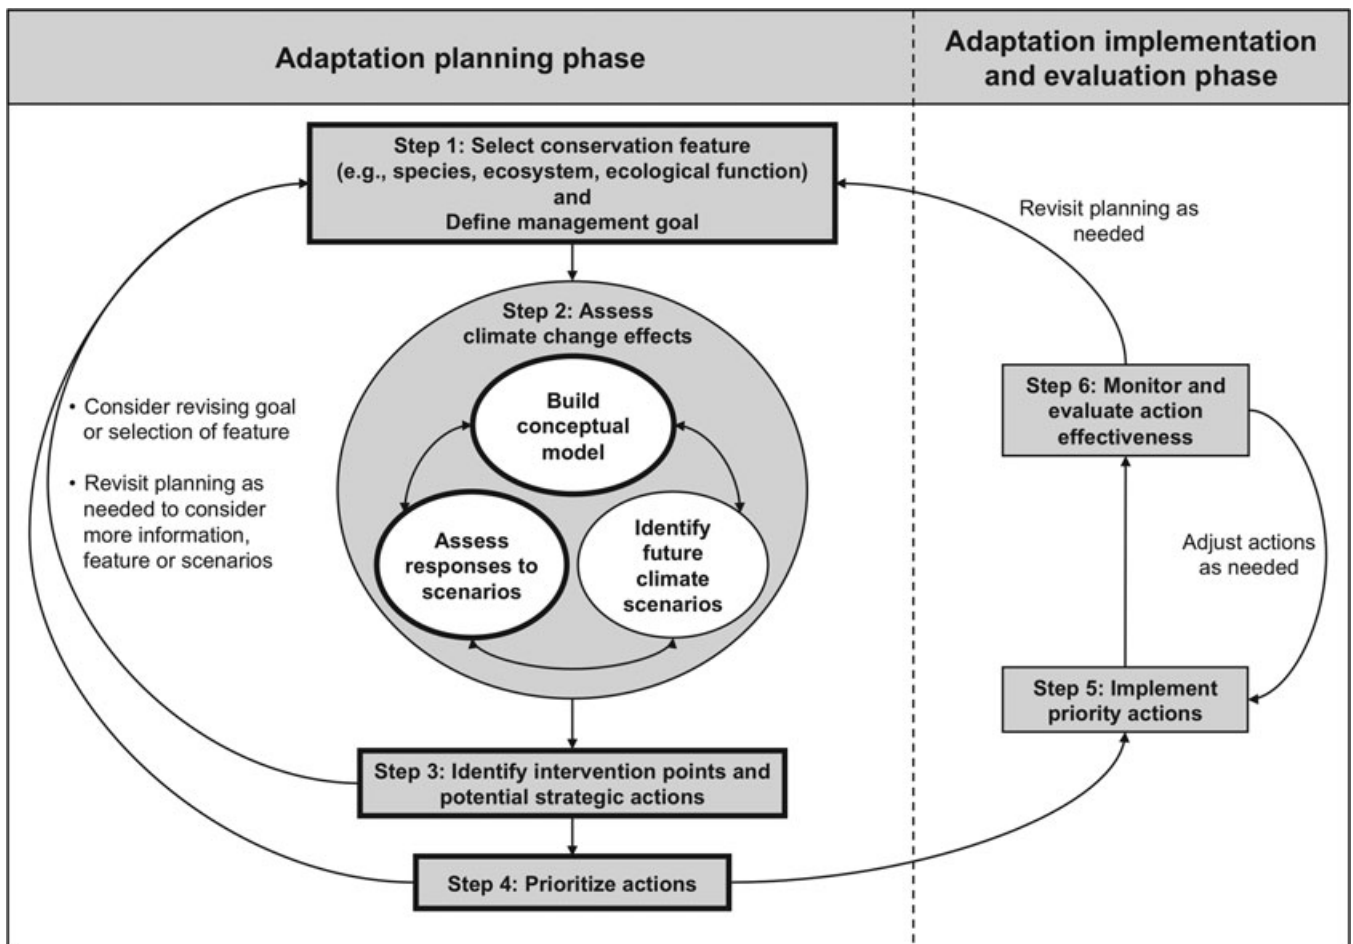 Adaptation planning phase
Adaptation implementation
and evaluation phase
Step 1: Select conservation feature
(e.g., species, ecosystem, ecological function)
and
Define management goal
Revisit planning as
needed
Step 2: Assess
climate change effects
Build
conceptual
model
Assess
responses to
scenarios
Identify
future
climate
scenarios
• Consider revising goal
or selection of feature
• Revisit planning as
needed to consider
more information,
feature or scenarios
Step 6: Monitor and
evaluate action
effectiveness
Adjust actions
as needed
Step 5: Implement
priority actions
Step 3: Identify intervention points and
potential strategic actions
Step 4: Prioritize actions